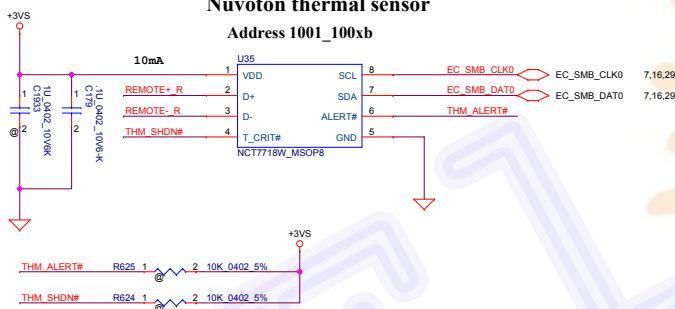 Nuvoton thermal sensor
Address 1001_100xb
+3VS
10mA
U35
1 VDD SCL 8 EC_SMB_CLK0 EC_SMB_CLK0 7,16,29
REMOTE+_R 2 D+ SDA 7 EC_SMB_DAT0 EC_SMB_DAT0 7,16,29
REMOTE-_R 3 D- ALERT# 6 THM_ALERT#
THM_SHDN# 4 T_CRIT# GND 5
NCT7718W_MSOP8
1 2 @
1U_0402_10V6K
C1933
1 2
.1U_0402_10V6-K
C179
+3VS
THM_ALERT# R625 1 2 10K_0402_5%
@
THM_SHDN# R624 1 2 10K_0402_5%
@